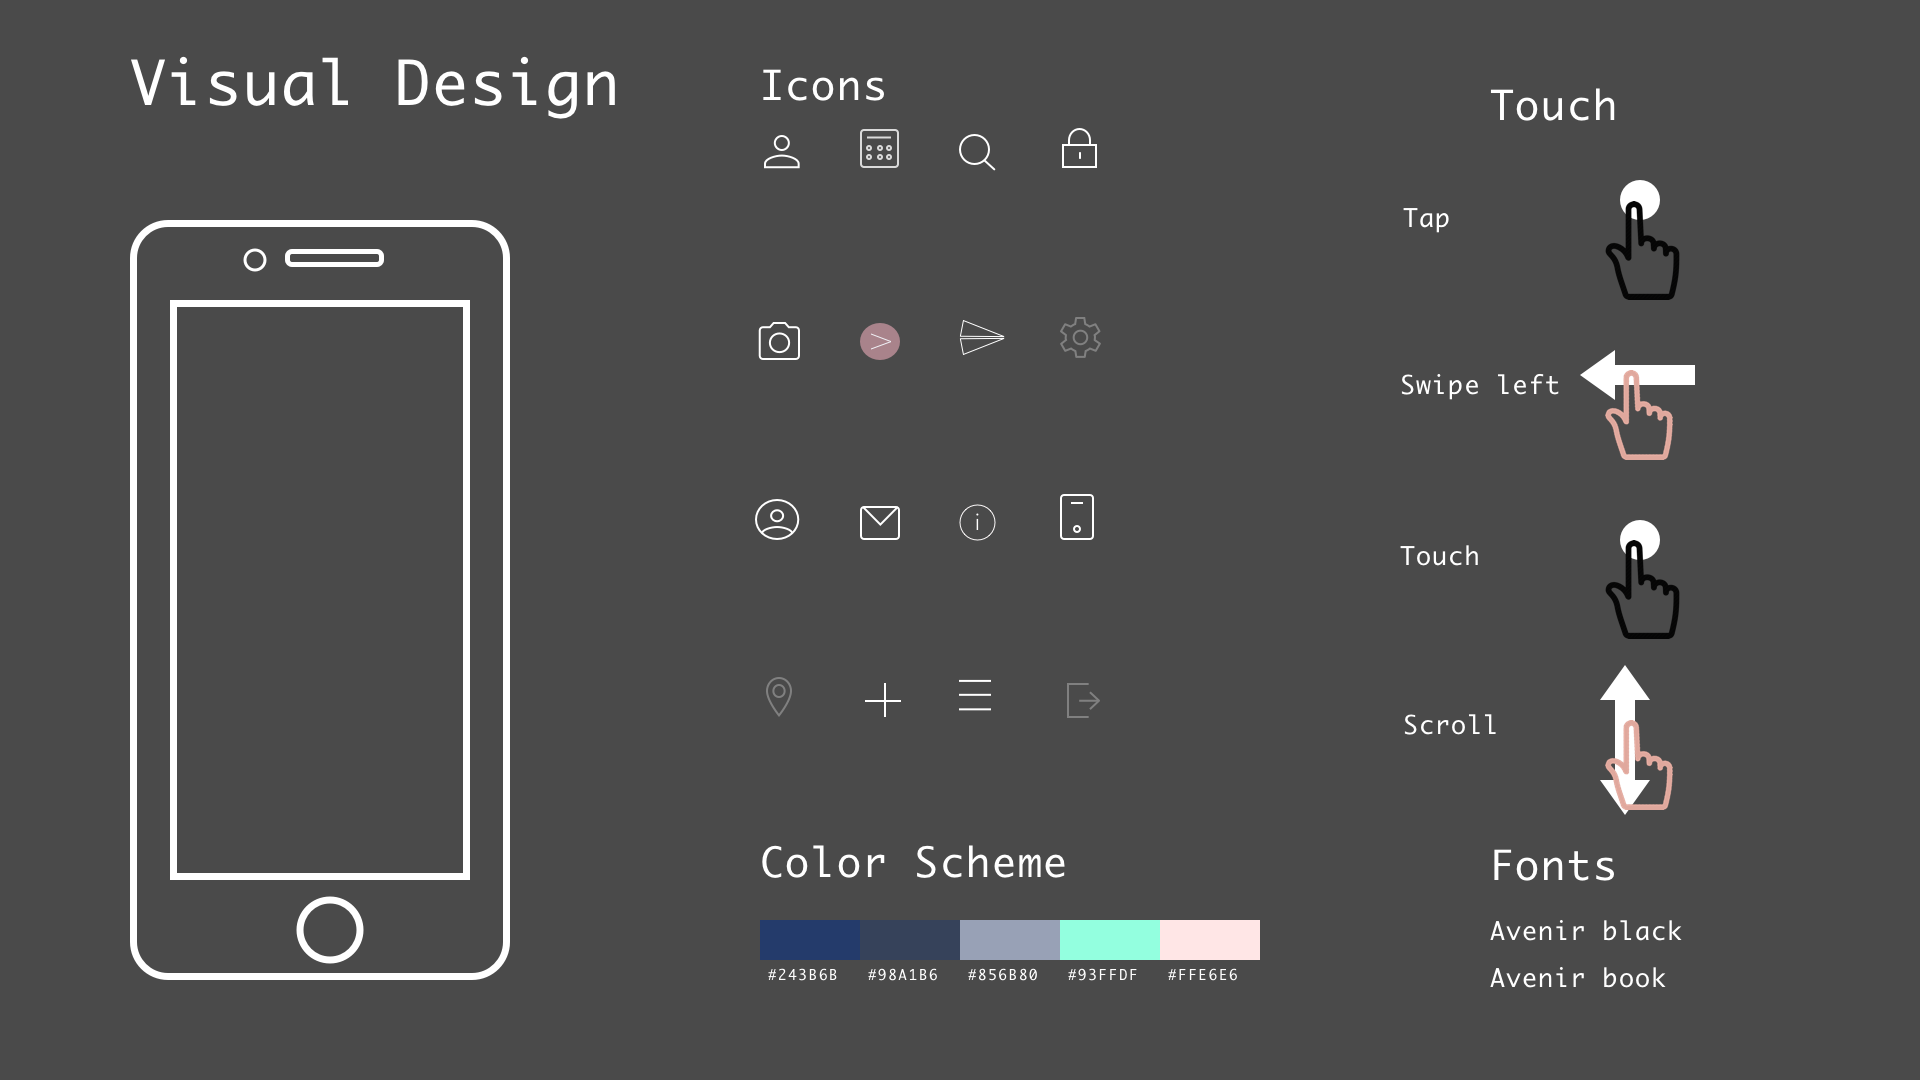 Visual Design
Icons
Color Scheme
#243B6B #98A1B6 #856B80 #93FFDF #FFE6E6
Touch
Tap
Swipe left
Touch
Scroll
Fonts
Avenir black
Avenir book